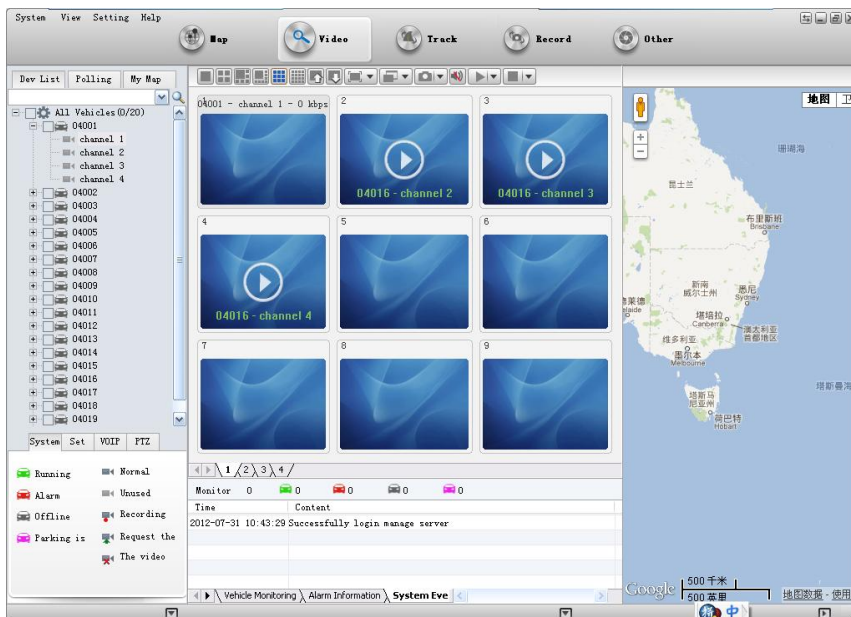 System View Setting Help
Map
Video
Track
Record
Other
Dev List Polling My Map
All Vehicles(0/20)
04001
channel 1
channel 2
channel 3
channel 4
04002
04003
04004
04005
04006
04007
04008
04009
04010
04011
04012
04013
04014
04015
04016
04017
04018
04019
System Set VOIP PTZ
Running
Normal
Alarm
Unused
Offline
Recording
Parking is
Request the
The video
04001 - channel 1 - 0 kbps
2
04016 - channel 2
3
04016 - channel 3
4
04016 - channel 4
5
6
7
8
9
1 2 3 4
Monitor 0 0 0 0 0
Time Content
2012-07-31 10:43:29 Successfully login manage server
Vehicle Monitoring Alarm Information System Eve
地图
珊瑚海
昆士兰
布里斯班
Brisbane
新南
威尔士州
悉尼
Sydney
莱德
elaide
堪培拉
Canberra
澳大利亚
首都地区
维多利亚
墨尔本
Melbourne
塔斯曼海
塔斯马
尼亚州
荷巴特
Hobart
Google
500 千米
500 英里
地图数据 - 使用
中